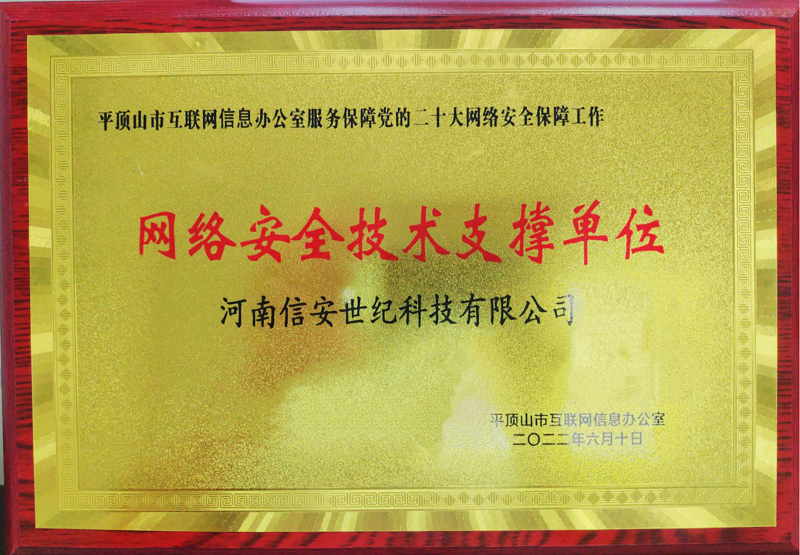 平顶山市互联网信息办公室服务保障党的二十大网络安全保障工作
网络安全技术支撑单位
河南信安世纪科技有限公司
平顶山市互联网信息办公室
二〇二二年六月十日